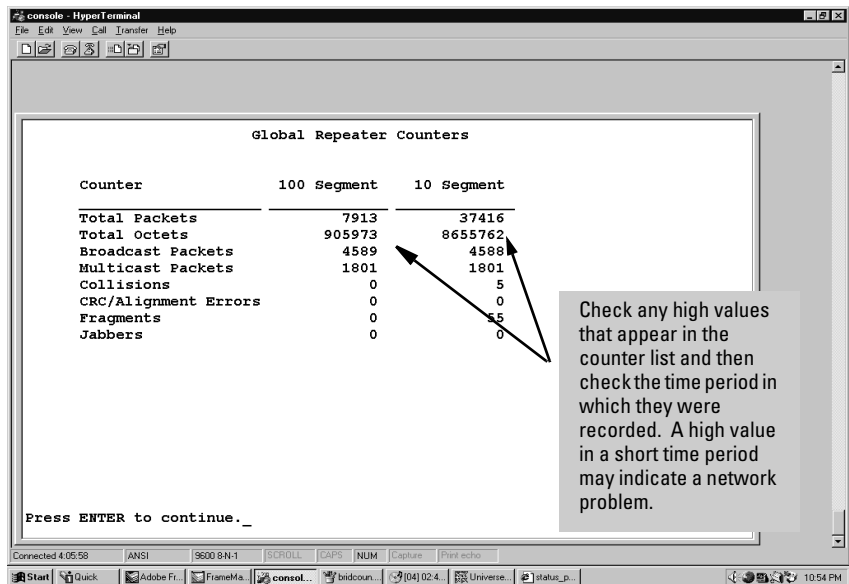 console - HyperTerminal
File Edit View Call Transfer Help
Global Repeater Counters
Counter 100 Segment 10 Segment
Total Packets 7913 37416
Total Octets 905973 8655762
Broadcast Packets 4589 4588
Multicast Packets 1801 1801
Collisions 0 5
CRC/Alignment Errors 0 0
Fragments 0 55
Jabbers 0 0
Check any high values
that appear in the
counter list and then
check the time period in
which they were
recorded. A high value
in a short time period
may indicate a network
problem.
Press ENTER to continue._
Connected 4:05:58 ANSI 9600 8-N-1 SCROLL CAPS NUM Capture Print echo
Start Quick Adobe Fr... FrameMa... consol... bridcoun... [04] 02:4... Universe... status_p... 10:54 PM